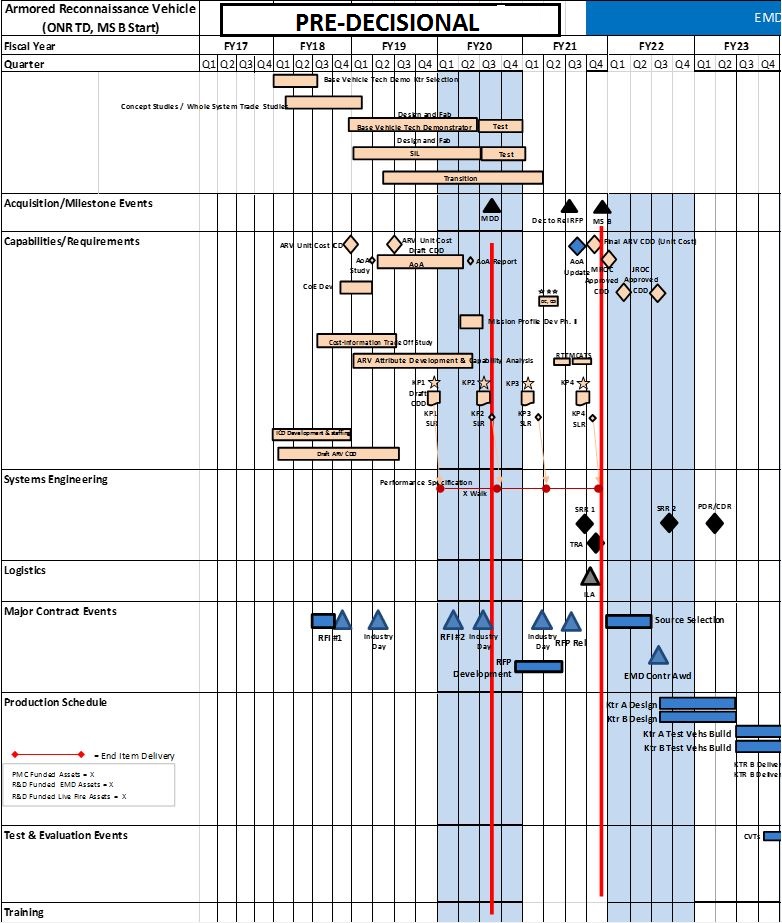 Armored Reconnaissance Vehicle
(ONR TD, MS B Start)
PRE-DECISIONAL
EMD
Fiscal Year FY17 FY18 FY19 FY20 FY21 FY22 FY23
Quarter Q1 Q2 Q3 Q4 Q1 Q2 Q3 Q4 Q1 Q2 Q3 Q4 Q1 Q2 Q3 Q4 Q1 Q2 Q3 Q4 Q1 Q2 Q3 Q4 Q1 Q2 Q3 Q4
Base Vehicle Tech Demo Ktr Selection
Concept Studies / Whole System Trade Studies
Design and Fab
Base Vehicle Tech Demonstrator Test
Design and Fab
SIL Test
Transition
Acquisition/Milestone Events
MDD Dec to Rel RFP MS B
Capabilities/Requirements
ARV Unit Cost ICD
ARV Unit Cost
Draft CDD
Final ARV CDD (Unit Cost)
AoA
Study
AoA
AoA Report
AoA
Update
MROC
Approved
CDD
JROC
Approved
CDD
CoE Dev
Mission Profile Dev Ph. II
Cost-Information Trade Off Study
ARV Attribute Development & Capability Analysis
KP1 KP2 KP3 KP4
Draft
CDD
KP1
SLR
KP2
SLR
KP3
SLR
KP4
SLR
ICD Development & staffing
Draft ARV CDD
Systems Engineering
Performance Specification
X Walk
SRR 1
SRR 2
PDR/CDR
TRA
Logistics
ILA
Major Contract Events
RFI #1
Industry
Day
RFI #2
Industry
Day
Industry
Day
RFP Rel
Source Selection
RFP
Development
EMD Contr Awd
Production Schedule
Ktr A Design
Ktr B Design
Ktr A Test Vehs Build
Ktr B Test Vehs Build
= End Item Delivery
KTR B Deliver
KTR B Deliver
PMC Funded Assets = X
R&D Funded EMD Assets = X
R&D Funded Live Fire Assets = X
Test & Evaluation Events
CVTs
Training